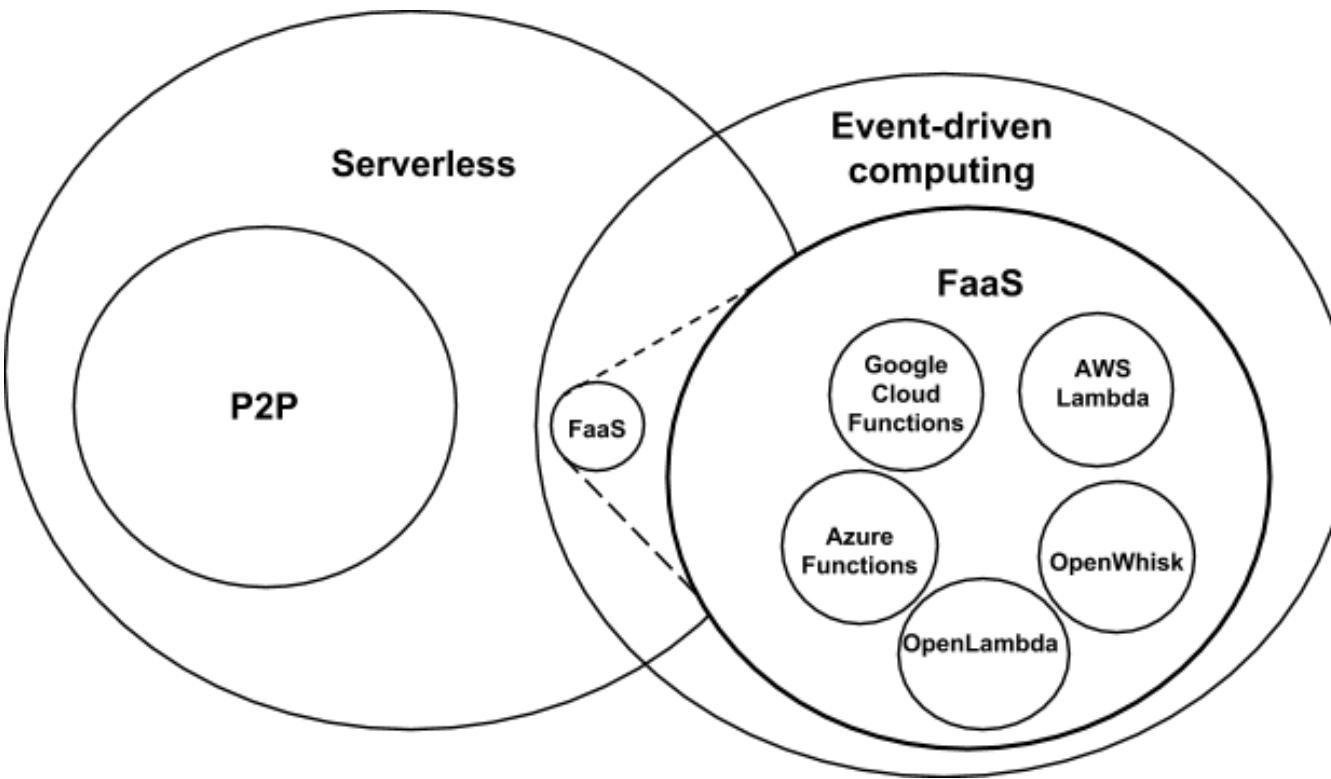 Serverless
P2P
FaaS
Event-driven
computing
FaaS
Google
Cloud
Functions
AWS
Lambda
Azure
Functions
OpenWhisk
OpenLambda